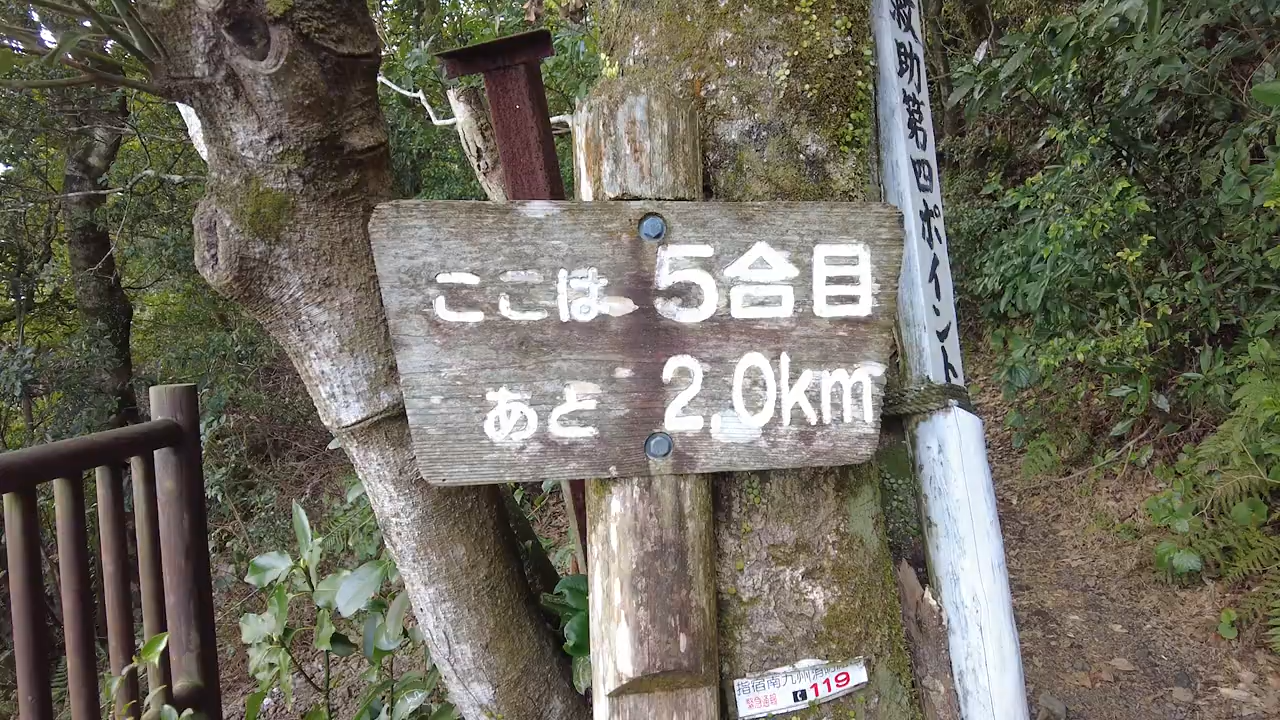 ここは 5合目
あと 2.0km
救助第四ポイント
指宿南九州消防
緊急通報 119